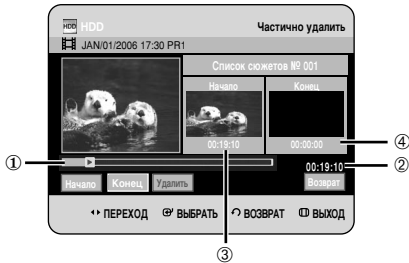 HDD HDD Частично удалить
JAN/01/2006 17:30 PR1
Список сюжетов № 001
Начало Конец
00:19:10 00:00:00 ④
① 00:19:10 ②
Начало Конец Удалить Возврат
ПЕРЕХОД ВЫБРАТЬ ВОЗВРАТ ВЫХОД
③